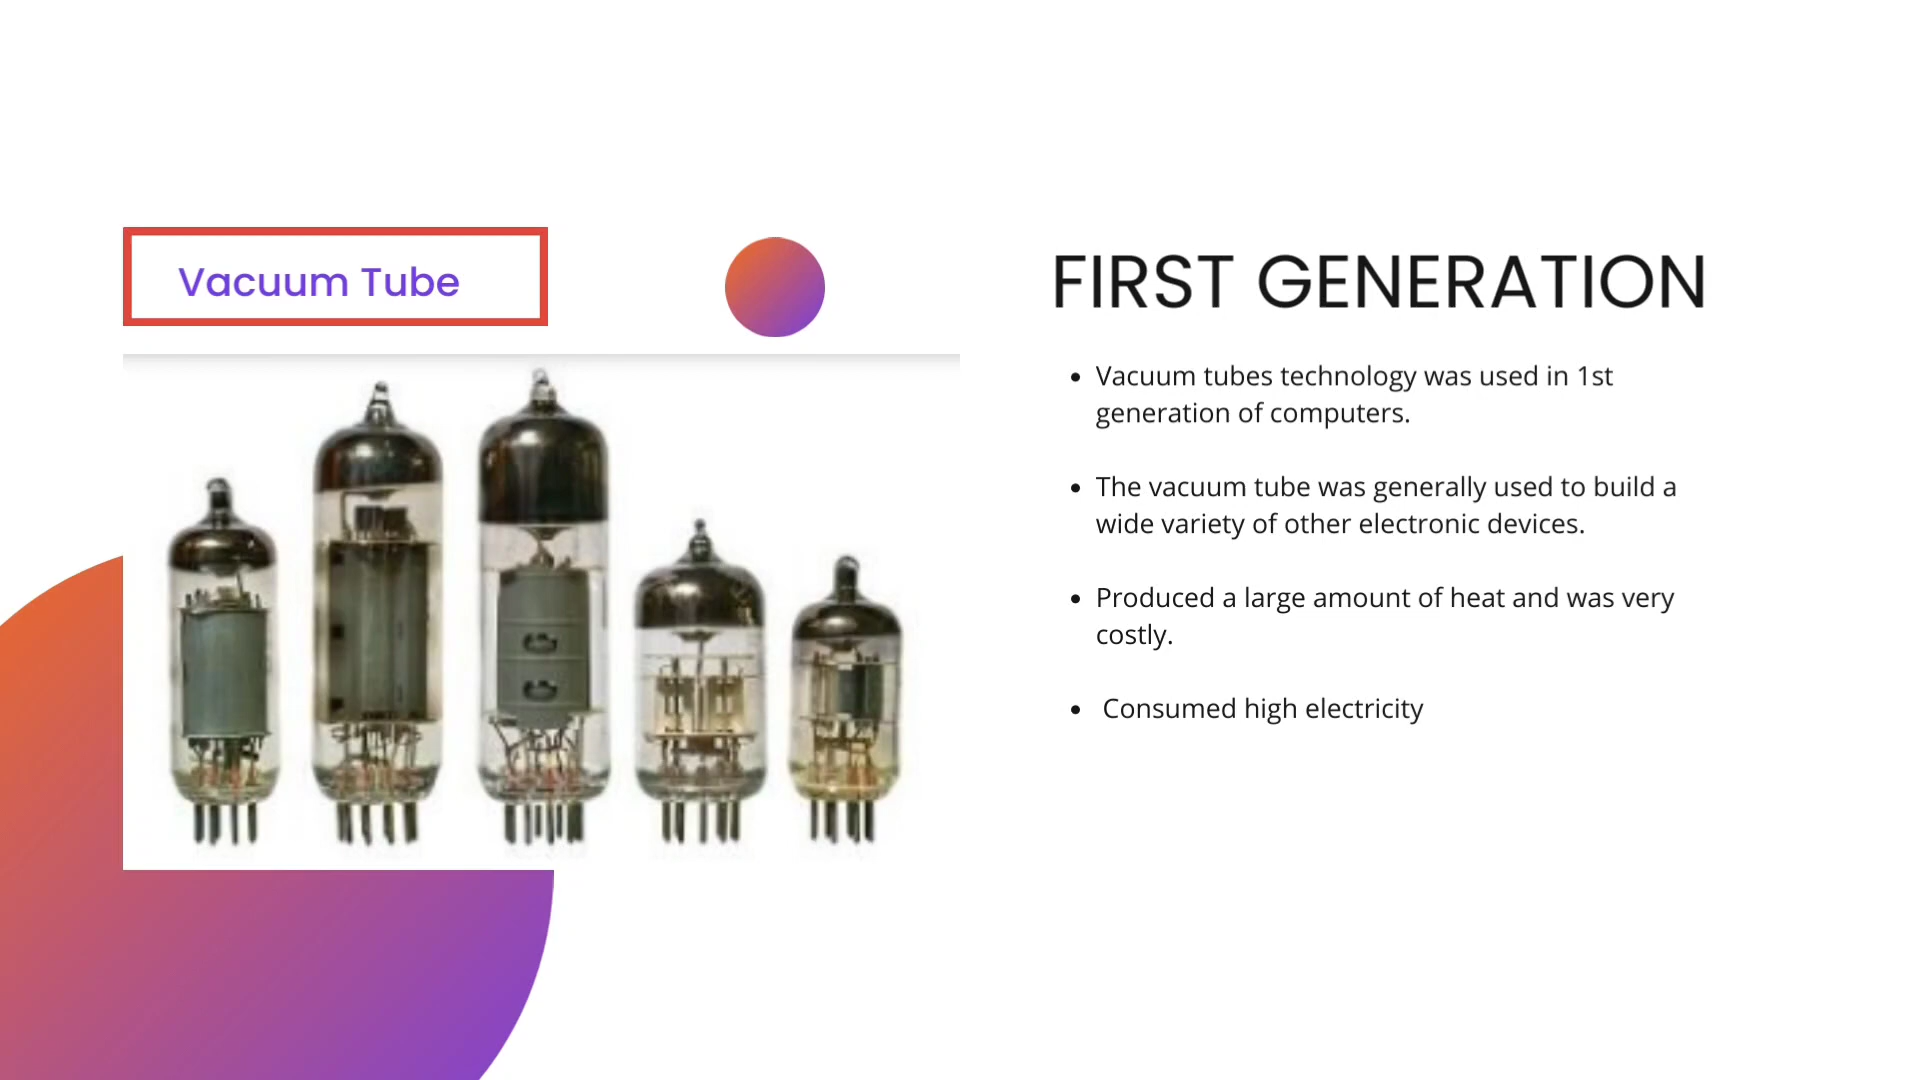 Vacuum Tube
FIRST GENERATION
• Vacuum tubes technology was used in 1st
generation of computers.
• The vacuum tube was generally used to build a
wide variety of other electronic devices.
• Produced a large amount of heat and was very
costly.
• Consumed high electricity